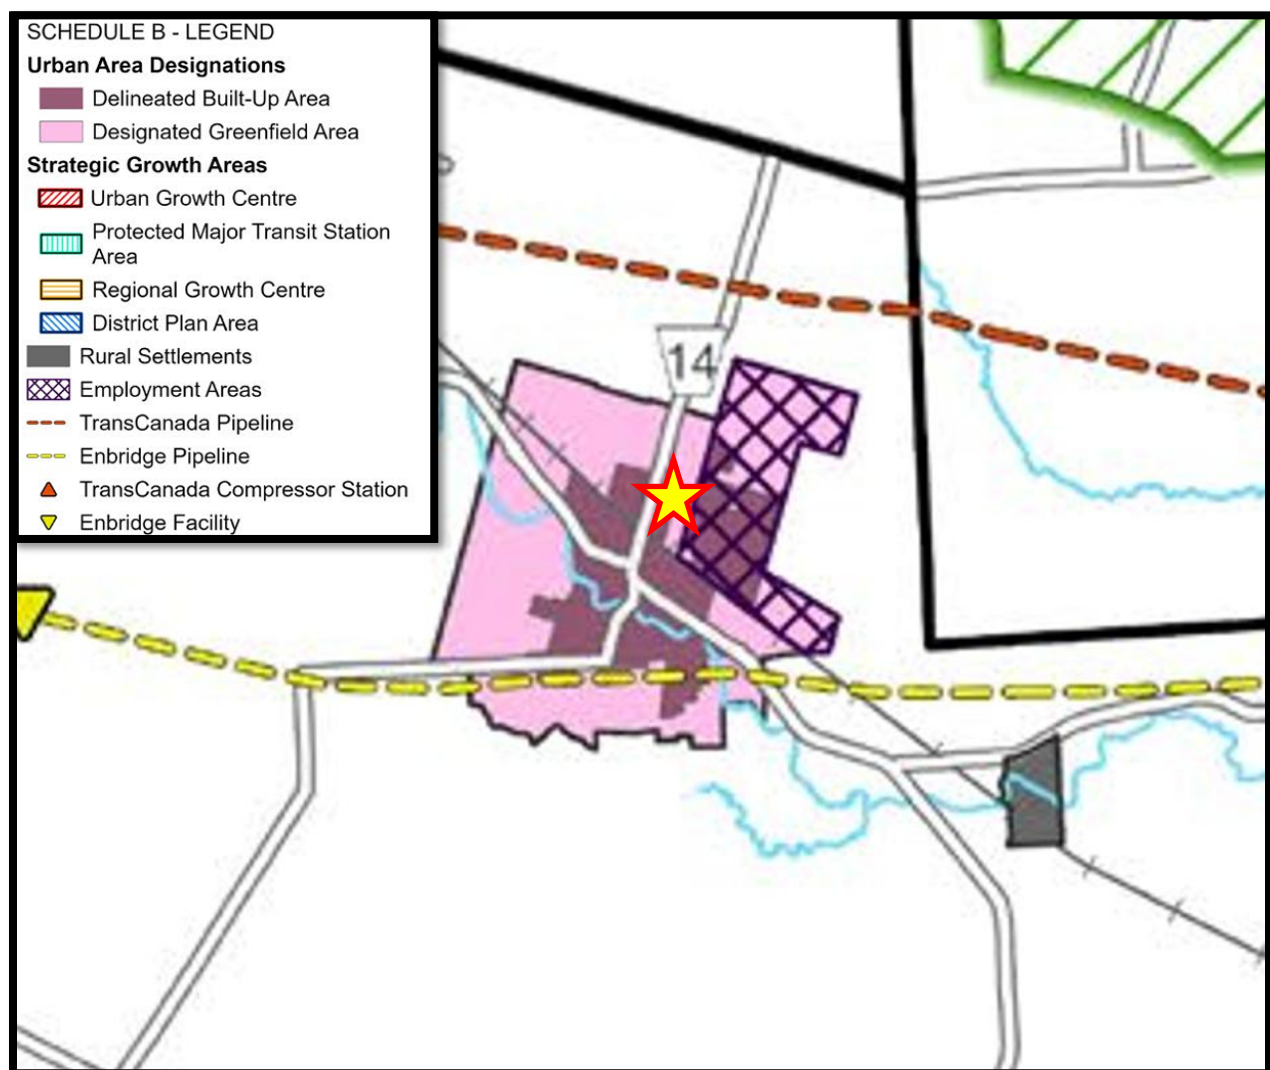 SCHEDULE B - LEGEND
Urban Area Designations
Delineated Built-Up Area
Designated Greenfield Area
Strategic Growth Areas
Urban Growth Centre
Protected Major Transit Station
Area
Regional Growth Centre
District Plan Area
Rural Settlements
Employment Areas
TransCanada Pipeline
Enbridge Pipeline
TransCanada Compressor Station
Enbridge Facility
14